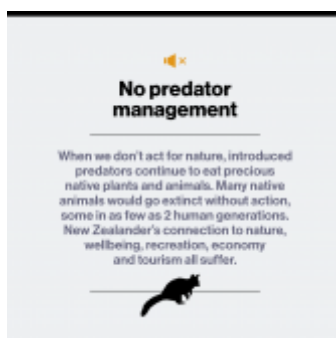 No predator
management
When we don't act for nature, introduced
predators continue to eat precious
native plants and animals. Many native
animals would go extinct without action,
some in as few as 2 human generations.
New Zealander's connection to nature,
wellbeing, recreation, economy
and tourism all suffer.